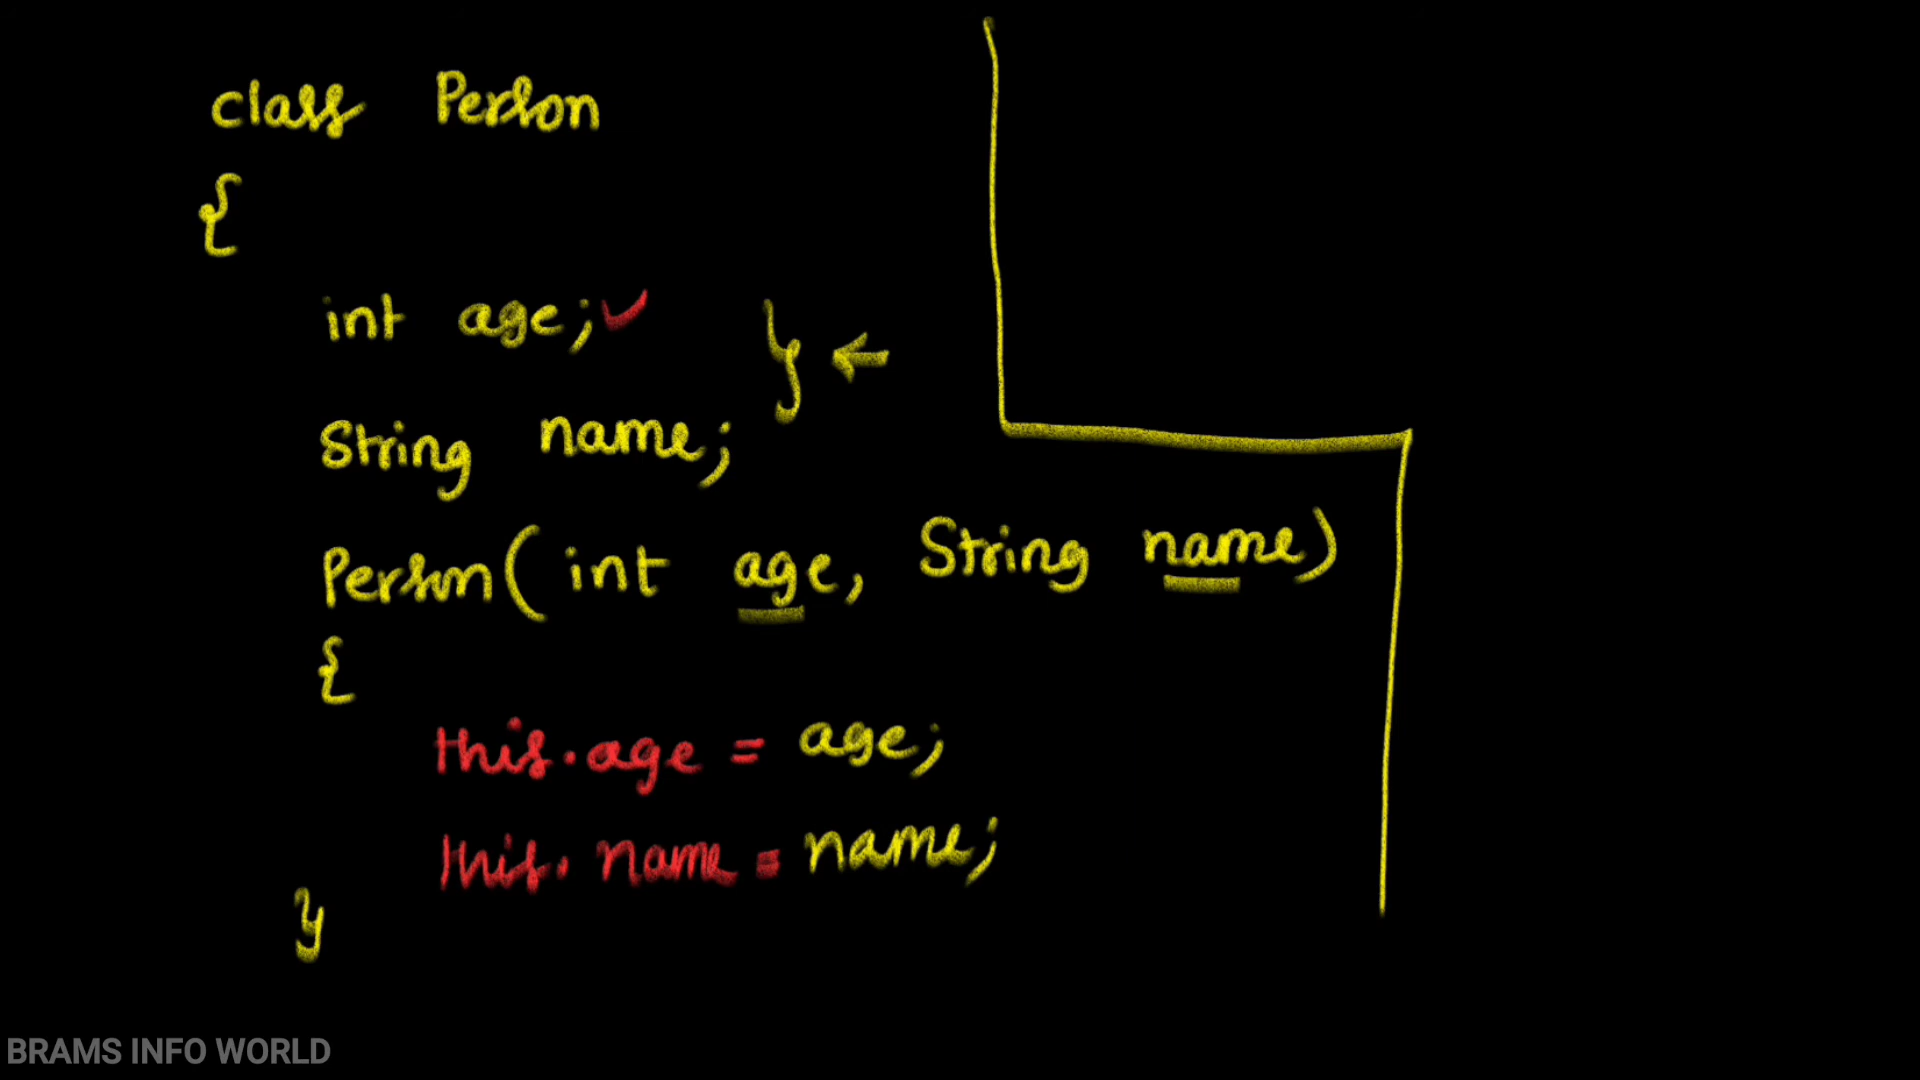 class Person
{
int age; }
String name;
Person(int age, String name)
{
this.age = age;
this.name = name;
}
BRAMS INFO WORLD